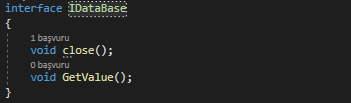 interface IDataBase
{
1 başvuru
void close();
0 başvuru
void GetValue();
}